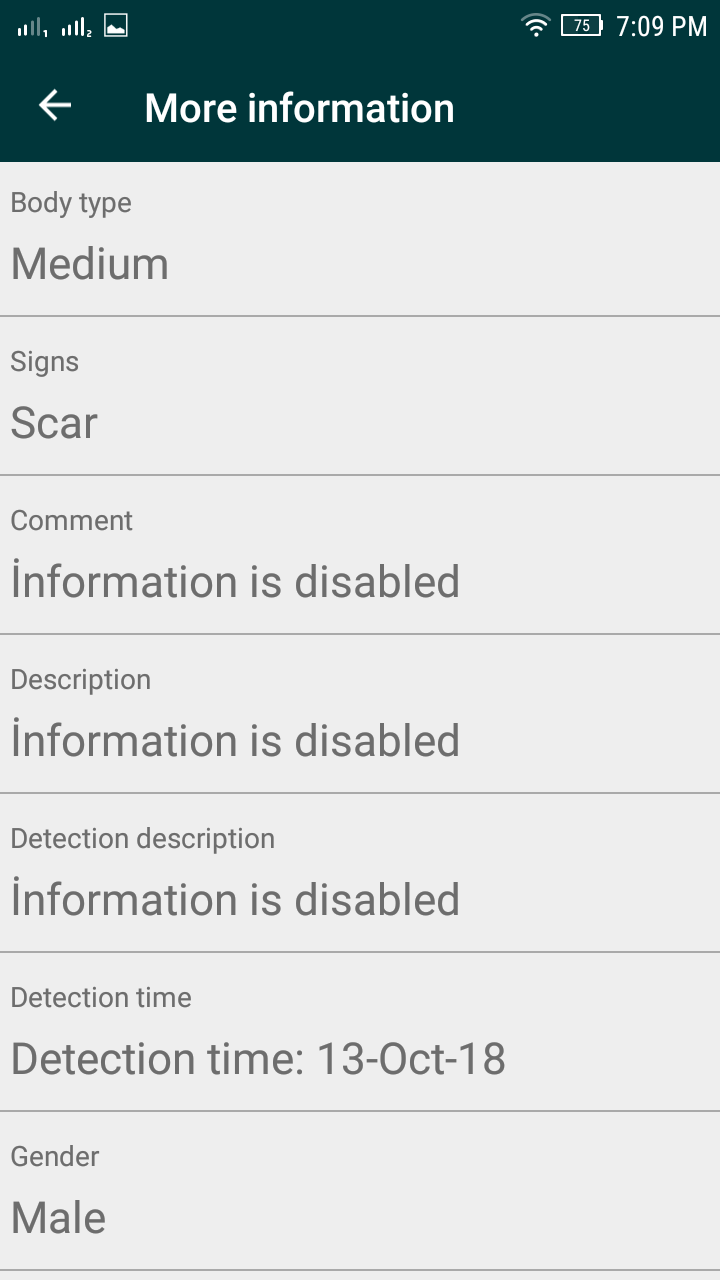 75 7:09 PM
More information
Body type
Medium
Signs
Scar
Comment
İnformation is disabled
Description
İnformation is disabled
Detection description
İnformation is disabled
Detection time
Detection time: 13-Oct-18
Gender
Male